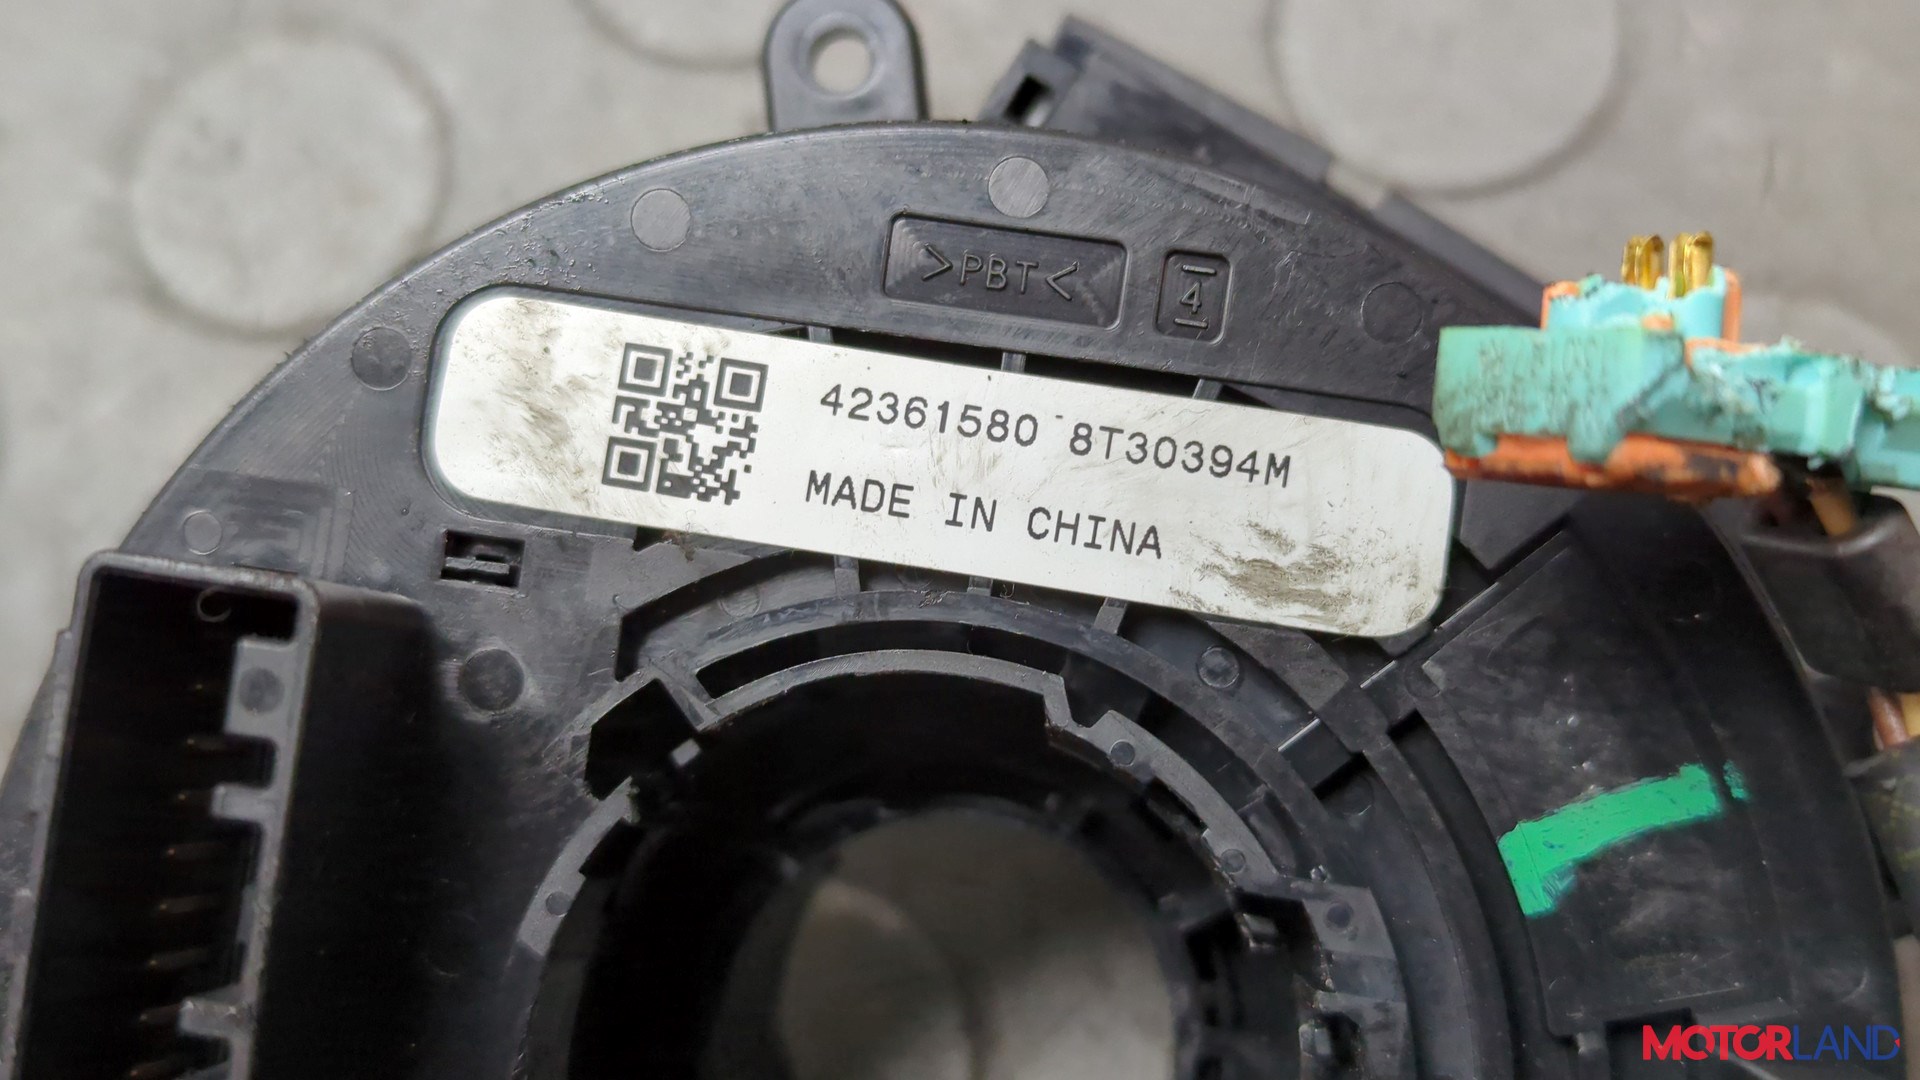 >PBT<
4
42361580 8T30394M
MADE IN CHINA
MOTORLAND